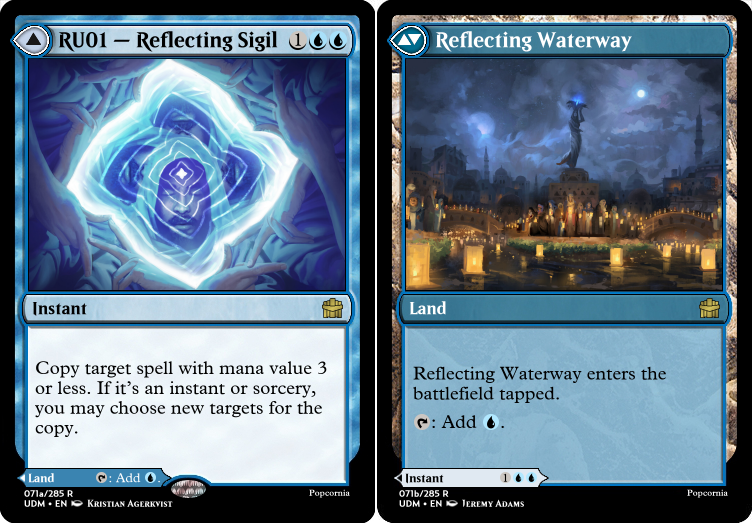 RU01 — Reflecting Sigil 1
Instant
Copy target spell with mana value 3
or less. If it's an instant or sorcery,
you may choose new targets for the
copy.
Land : Add .
071a/285 R
UDM • EN Kristian Agerkvist
Popcornia
Reflecting Waterway
Land
Reflecting Waterway enters the
battlefield tapped.
: Add .
Instant 1
071b/285 R
UDM • EN Jeremy Adams
Popcornia